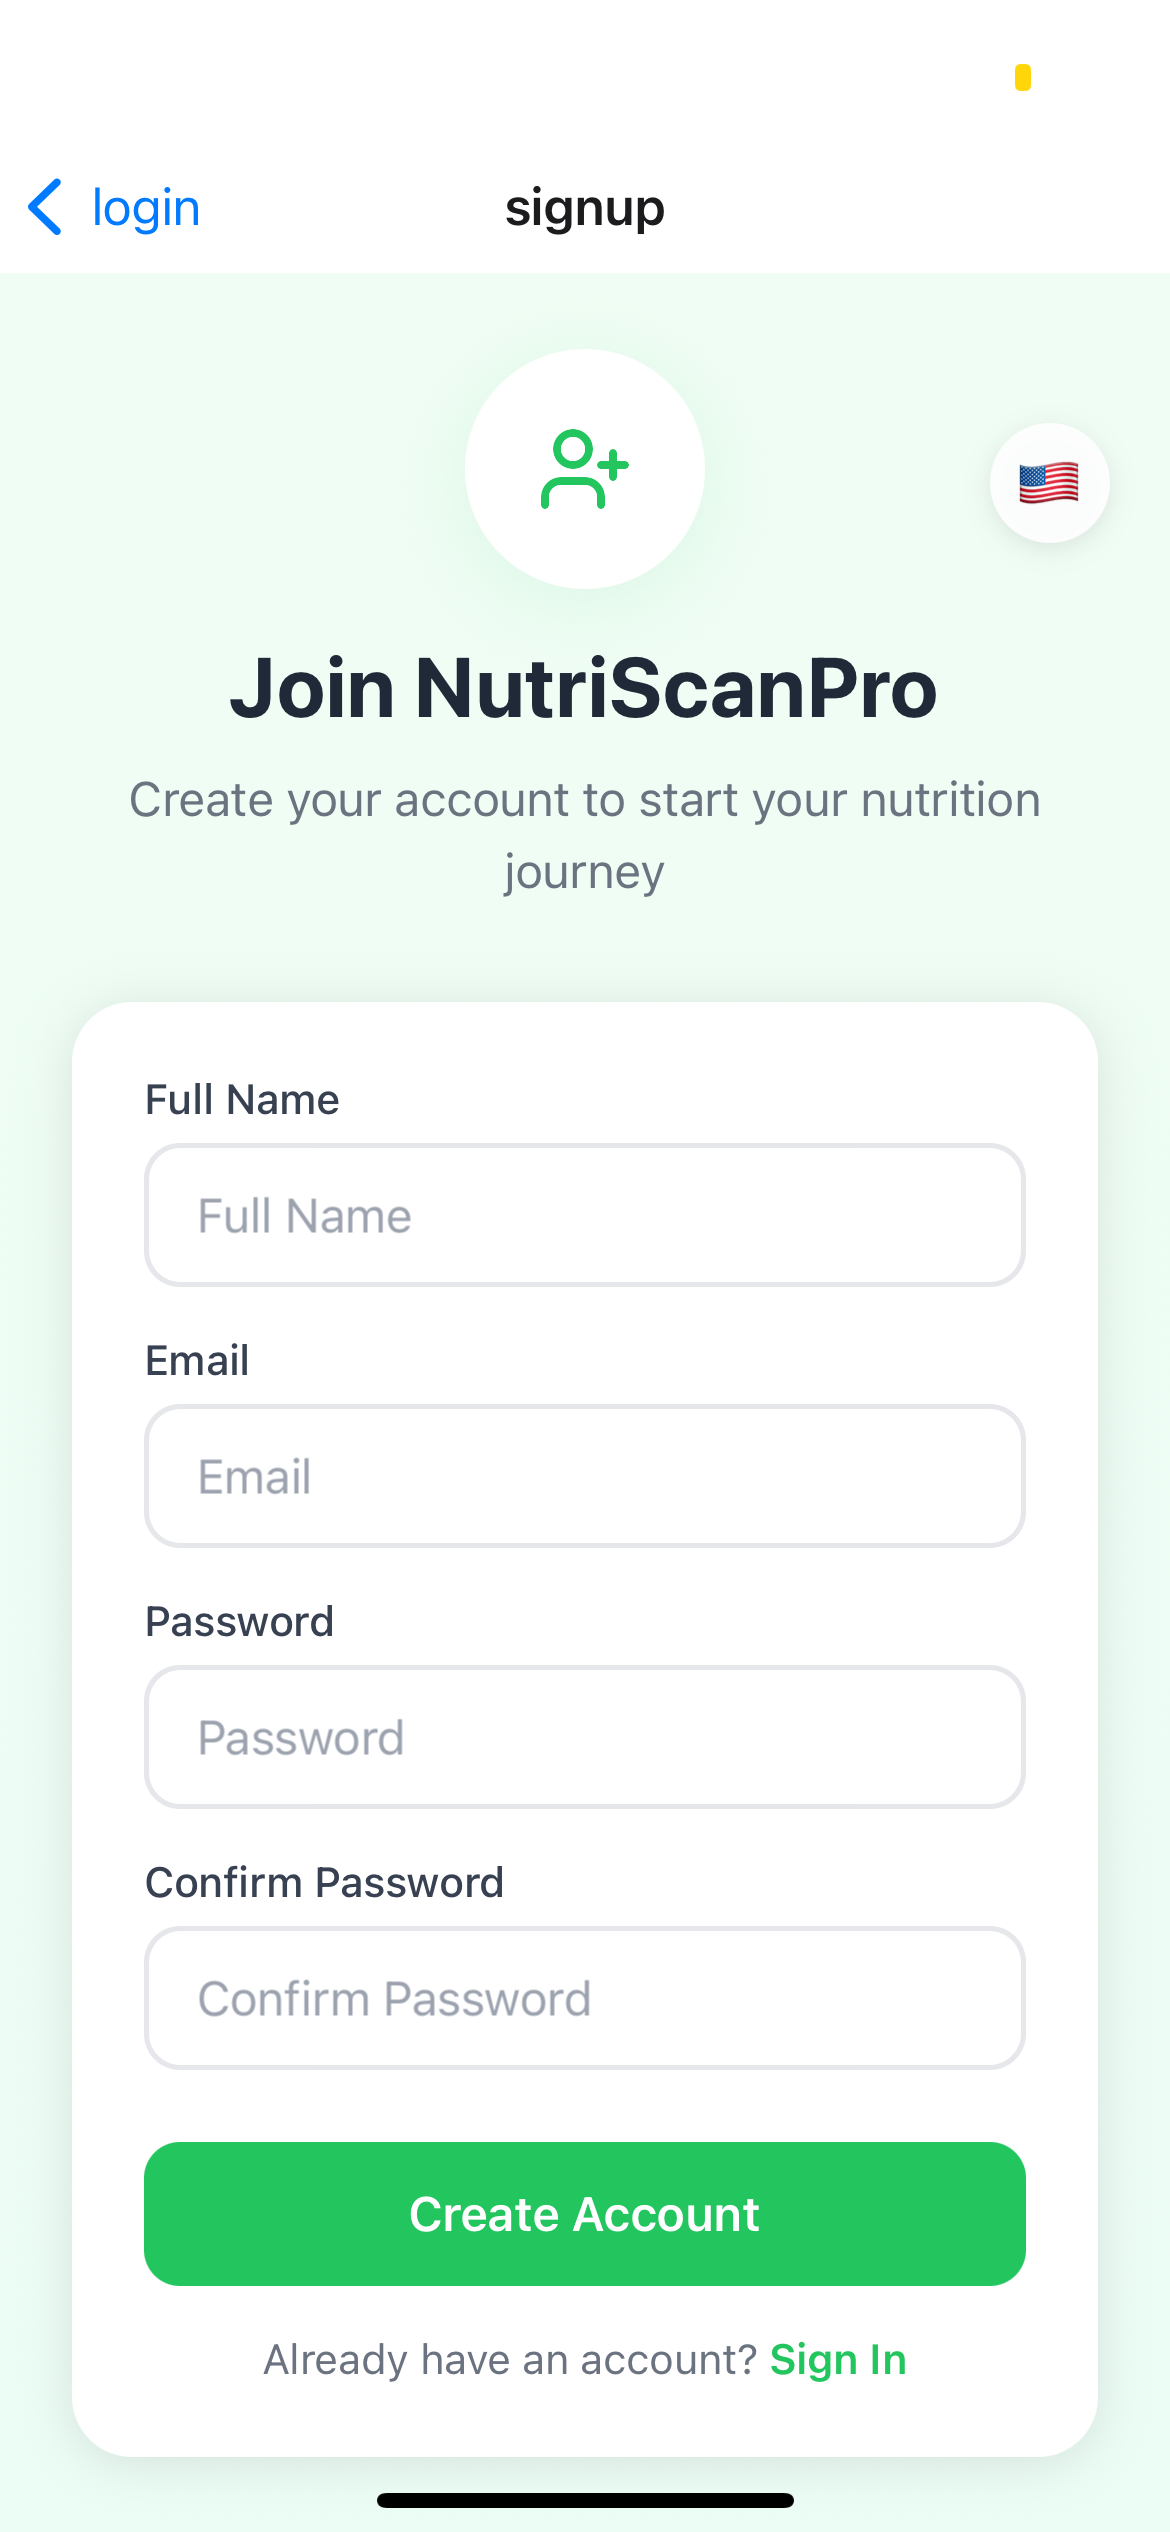 login
signup
Join NutriScanPro
Create your account to start your nutrition
journey
Full Name
Full Name
Email
Email
Password
Password
Confirm Password
Confirm Password
Create Account
Already have an account? Sign In